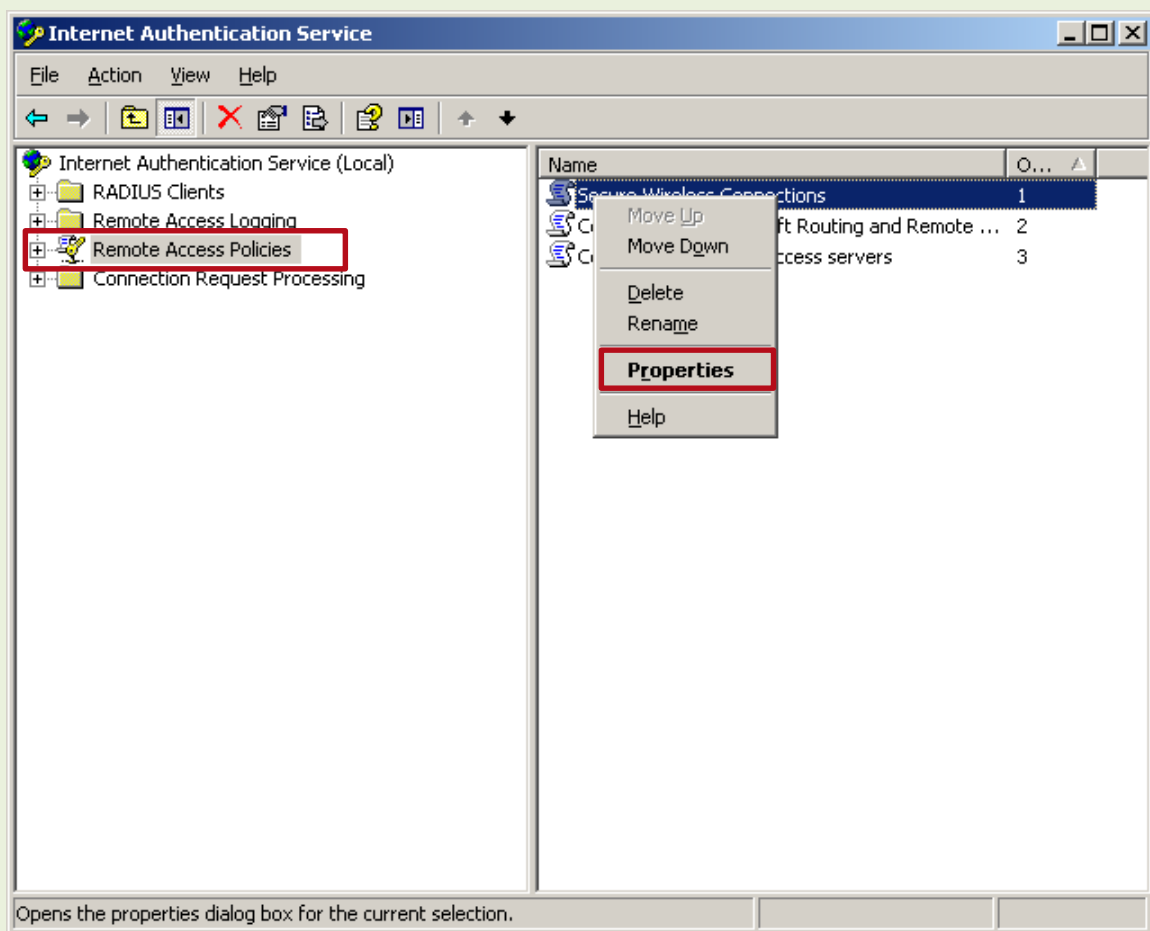 Internet Authentication Service
File Action View Help
Internet Authentication Service (Local)
RADIUS Clients
Remote Access Logging
Remote Access Policies
Connection Request Processing
Name O...
Secure Wireless Connections 1
ft Routing and Remote ... 2
ccess servers 3
Move Up
Move Down
Delete
Rename
Properties
Help
Opens the properties dialog box for the current selection.